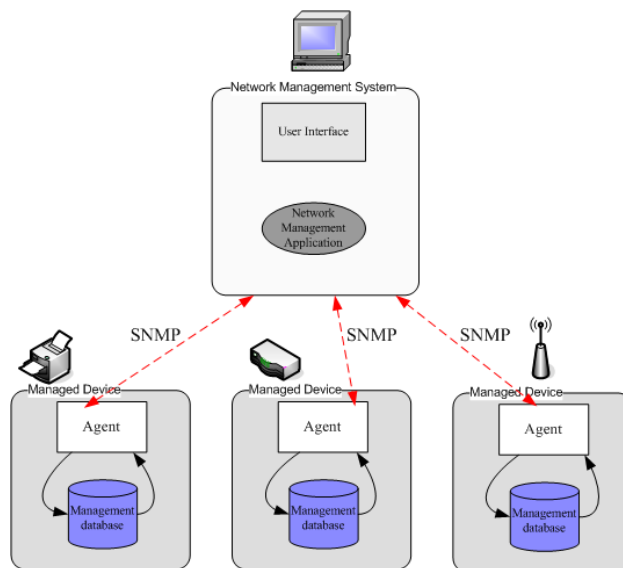 Network Management System
User Interface
Network
Management
Application
SNMP
SNMP
SNMP
Managed Device
Managed Device
Managed Device
Agent
Agent
Agent
Management
database
Management
database
Management
database